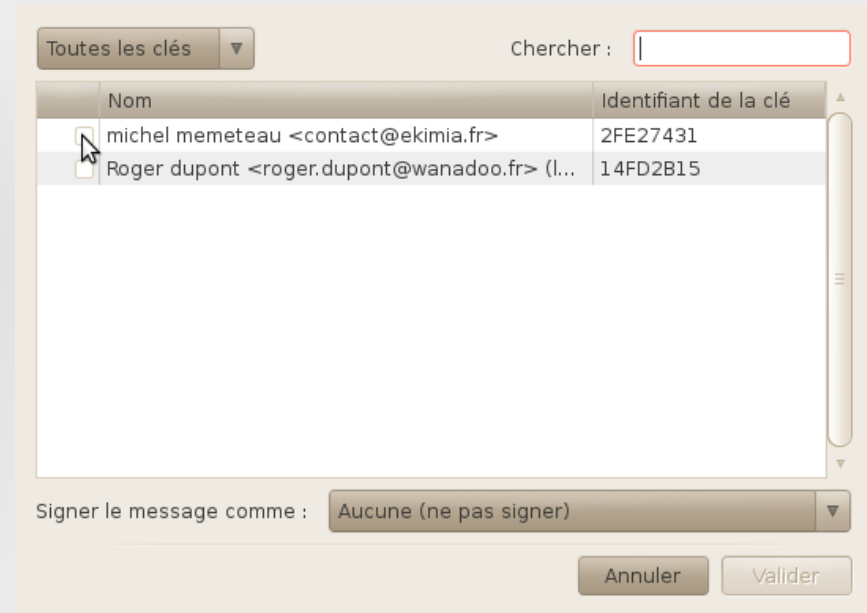 Toutes les clés Chercher :
Nom Identifiant de la clé
michel memeteau <contact@ekimia.fr> 2FE27431
Roger dupont <roger.dupont@wanadoo.fr> (l... 14FD2B15
Signer le message comme : Aucune (ne pas signer)
Annuler Valider